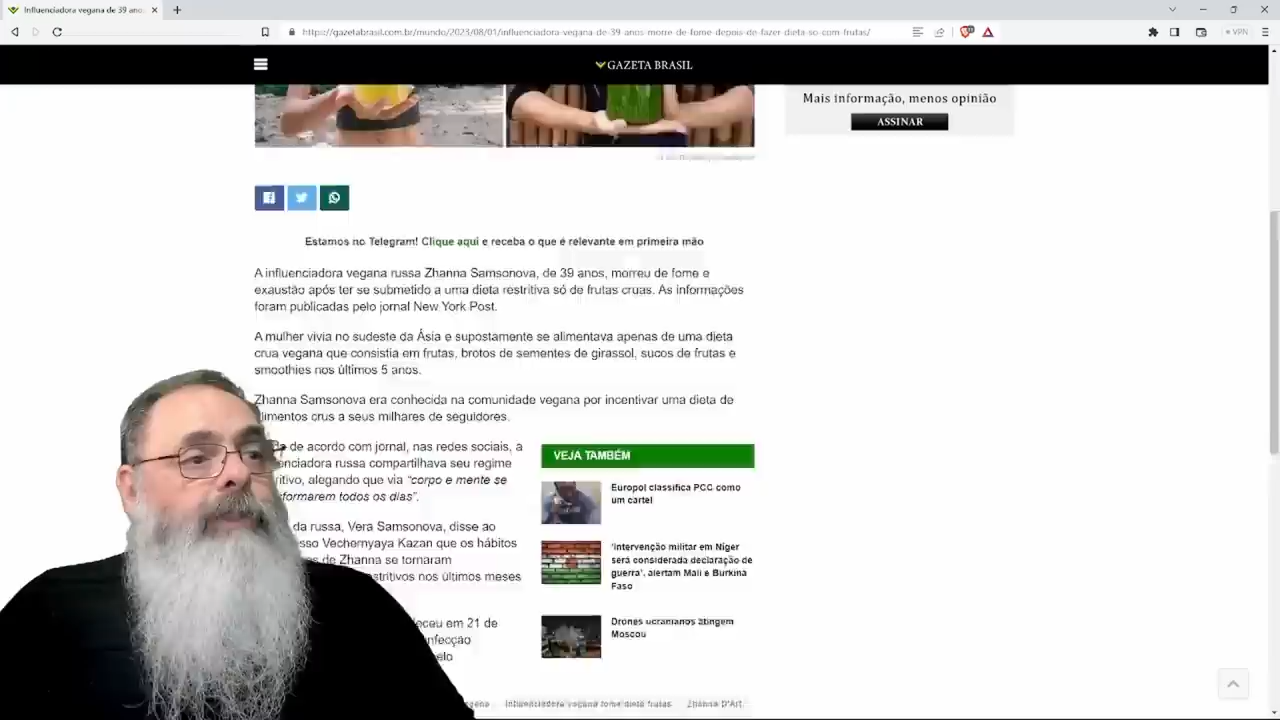 Influenciadora vegana de 39 anos
https://gazetabrasil.com.br/mundo/2023/08/01/influenciadora-vegana-de-39-anos-morre-de-fome-depois-de-fazer-dieta-so-com-frutas/
VPN
GAZETA BRASIL
Mais informação, menos opinião
ASSINAR
Estamos no Telegram! Clique aqui e receba o que é relevante em primeira mão
A influenciadora vegana russa Zhanna Samsonova, de 39 anos, morreu de fome e
exaustão após ter se submetido a uma dieta restritiva só de frutas cruas. As informações
foram publicadas pelo jornal New York Post.
A mulher vivia no sudeste da Ásia e supostamente se alimentava apenas de uma dieta
crua vegana que consistia em frutas, brotos de sementes de girassol, sucos de frutas e
smoothies nos últimos 5 anos.
Zhanna Samsonova era conhecida na comunidade vegana por incentivar uma dieta de
alimentos crus a seus milhares de seguidores.
de acordo com jornal, nas redes sociais, a
enciadora russa compartilhava seu regime
ritivo, alegando que via “corpo e mente se
sformarem todos os dias”.
da russa, Vera Samsonova, disse ao
sso Vechernyaya Kazan que os hábitos
es de Zhanna se tornaram
stritivos nos últimos meses
eceu em 21 de
nfecção
pelo
VEJA TAMBÉM
Europol classifica PCC como
um cartel
‘Intervenção militar em Níger
será considerada declaração de
guerra’, alertam Mali e Burkina
Faso
Drones ucranianos atingem
Moscou
influenciadora vegana fome dieta frutas
Zhanna D'Art